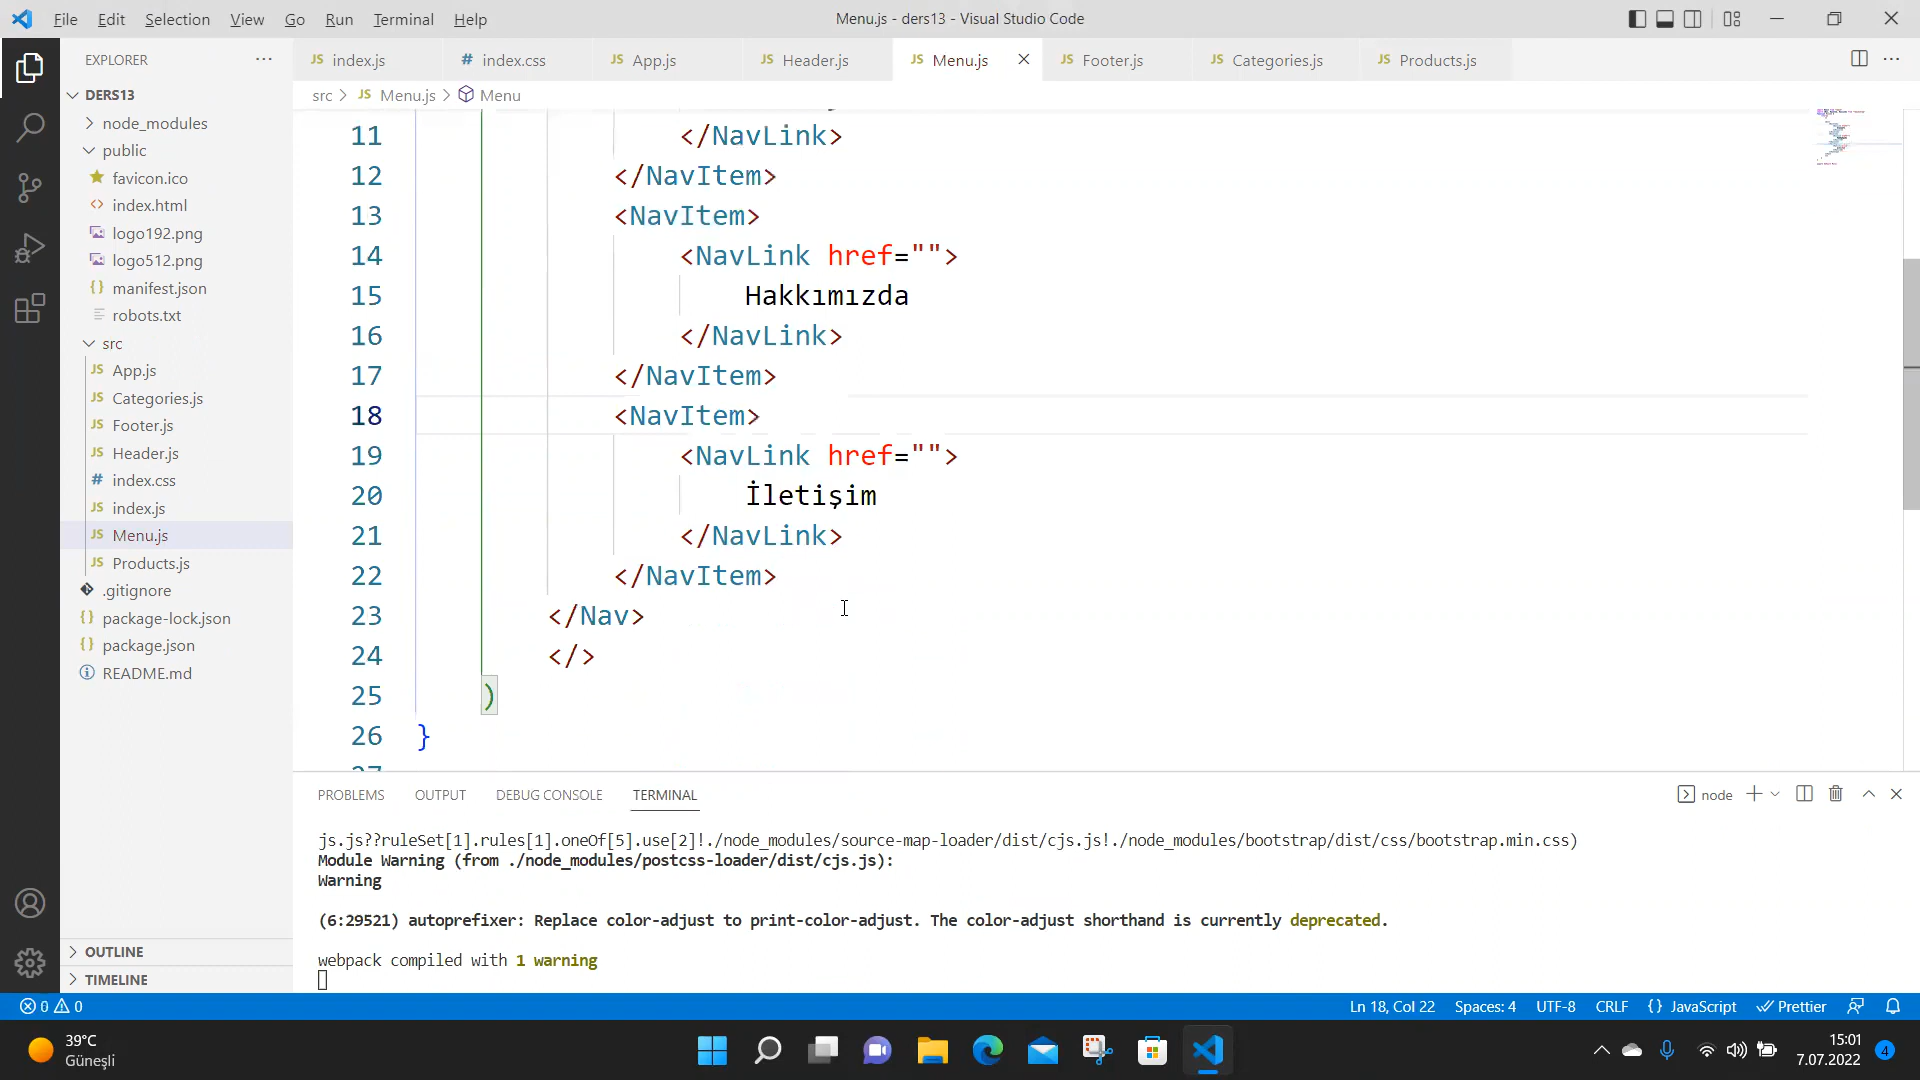 File Edit Selection View Go Run Terminal Help
Menu.js - ders13 - Visual Studio Code
EXPLORER
DERS13
node_modules
public
favicon.ico
index.html
logo192.png
logo512.png
manifest.json
robots.txt
src
App.js
Categories.js
Footer.js
Header.js
index.css
index.js
Menu.js
Products.js
.gitignore
package-lock.json
package.json
README.md
OUTLINE
TIMELINE
JS index.js # index.css JS App.js JS Header.js JS Menu.js JS Footer.js JS Categories.js JS Products.js
src > JS Menu.js > Menu
11 </NavLink>
12 </NavItem>
13 <NavItem>
14 <NavLink href="">
15 Hakkımızda
16 </NavLink>
17 </NavItem>
18 <NavItem>
19 <NavLink href="">
20 İletişim
21 </NavLink>
22 </NavItem>
23 </Nav>
24 </>
25 )
26 }
27
PROBLEMS OUTPUT DEBUG CONSOLE TERMINAL
node
js.js??ruleSet[1].rules[1].oneOf[5].use[2]!./node_modules/source-map-loader/dist/cjs.js!./node_modules/bootstrap/dist/css/bootstrap.min.css)
Module Warning (from ./node_modules/postcss-loader/dist/cjs.js):
Warning
(6:29521) autoprefixer: Replace color-adjust to print-color-adjust. The color-adjust shorthand is currently deprecated.
webpack compiled with 1 warning
0 0
Ln 18, Col 22 Spaces: 4 UTF-8 CRLF {} JavaScript Prettier
39°C
Güneşli
15:01
7.07.2022
4